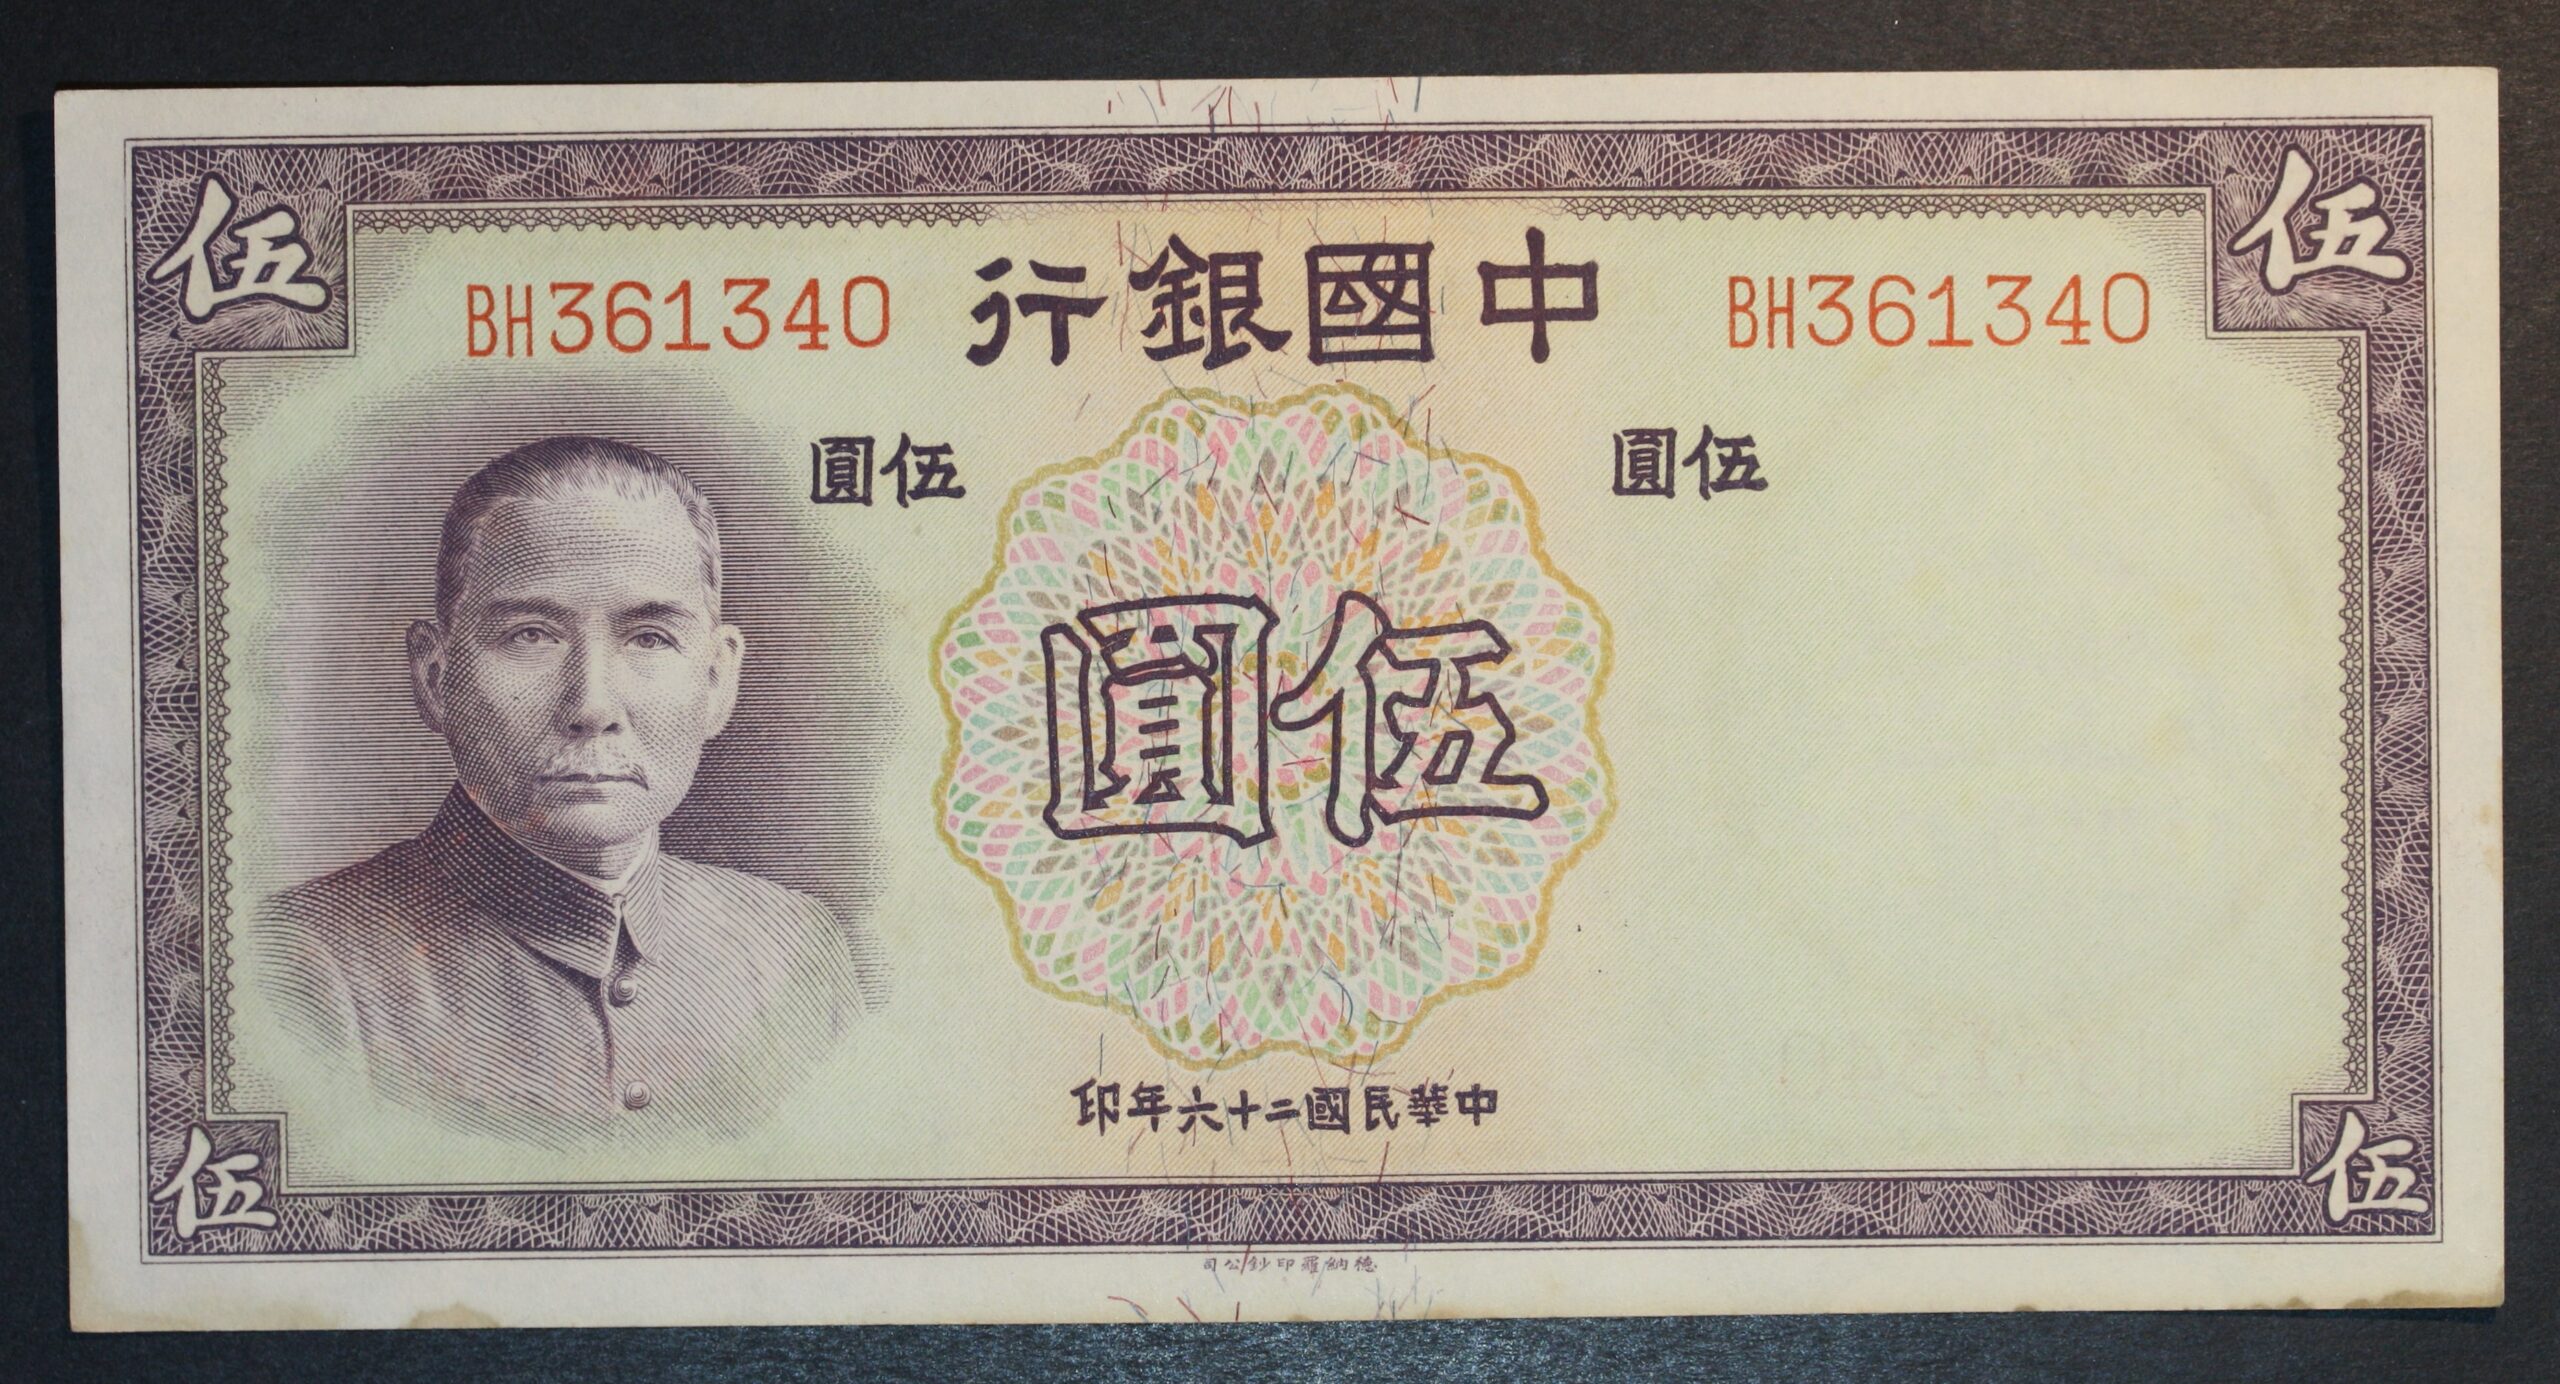 伍
伍
BH361340
中國銀行
BH361340
伍圓
伍圓
伍圓
中華民國二十六年印
伍
伍
德納羅印鈔公司